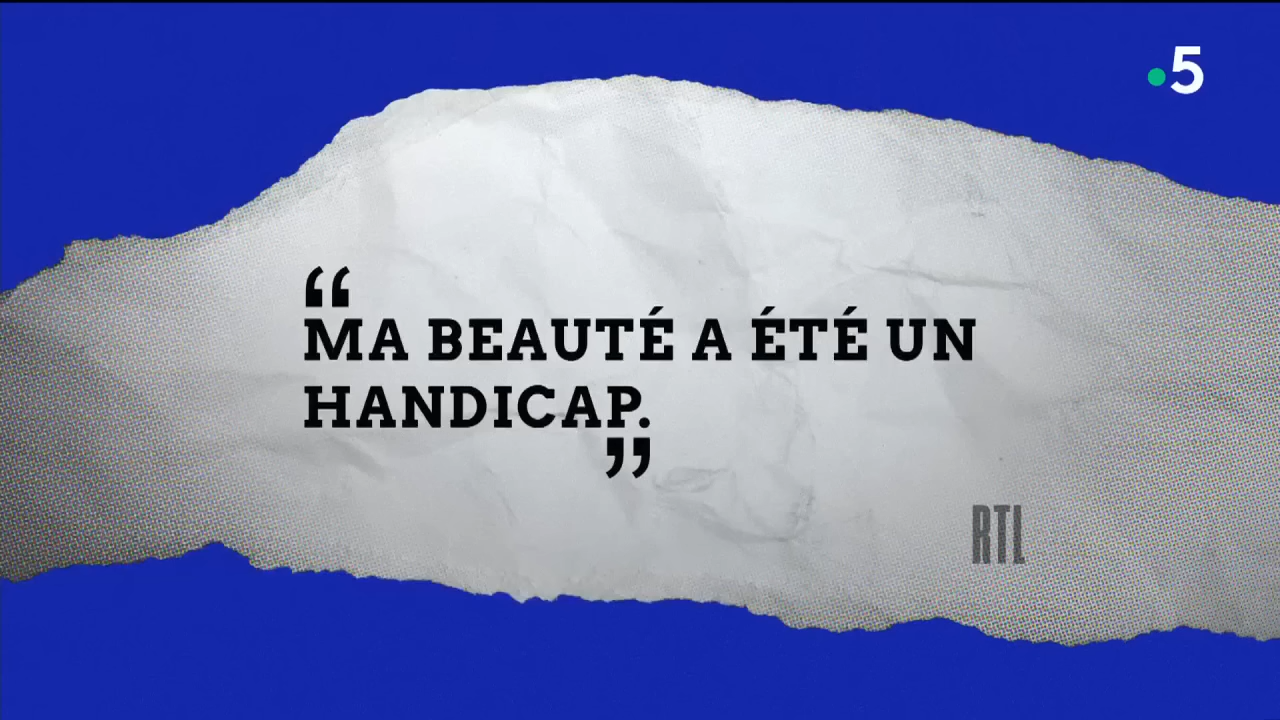 5
“
MA BEAUTÉ A ÉTÉ UN
HANDICAP.
”
RTL